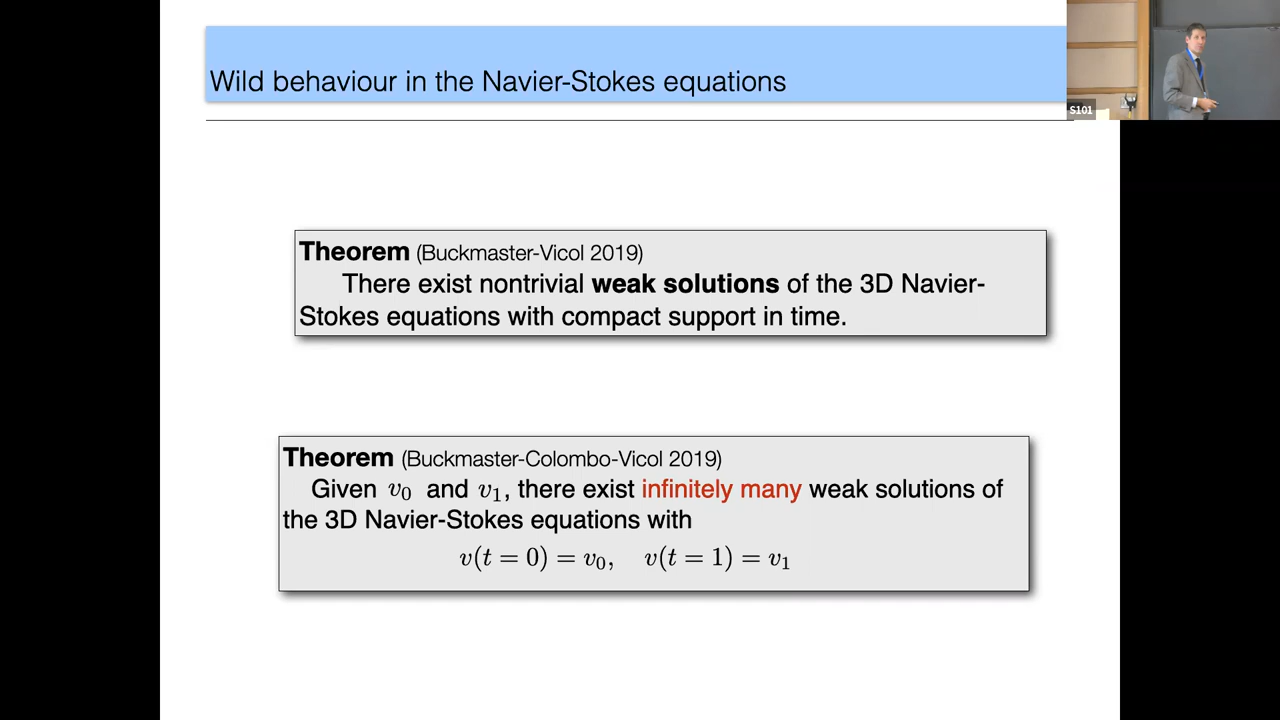 Wild behaviour in the Navier-Stokes equations
S101
Theorem (Buckmaster-Vicol 2019)
There exist nontrivial weak solutions of the 3D Navier-
Stokes equations with compact support in time.
Theorem (Buckmaster-Colombo-Vicol 2019)
Given v₀ and v₁, there exist infinitely many weak solutions of
the 3D Navier-Stokes equations with
v(t = 0) = v₀, v(t = 1) = v₁